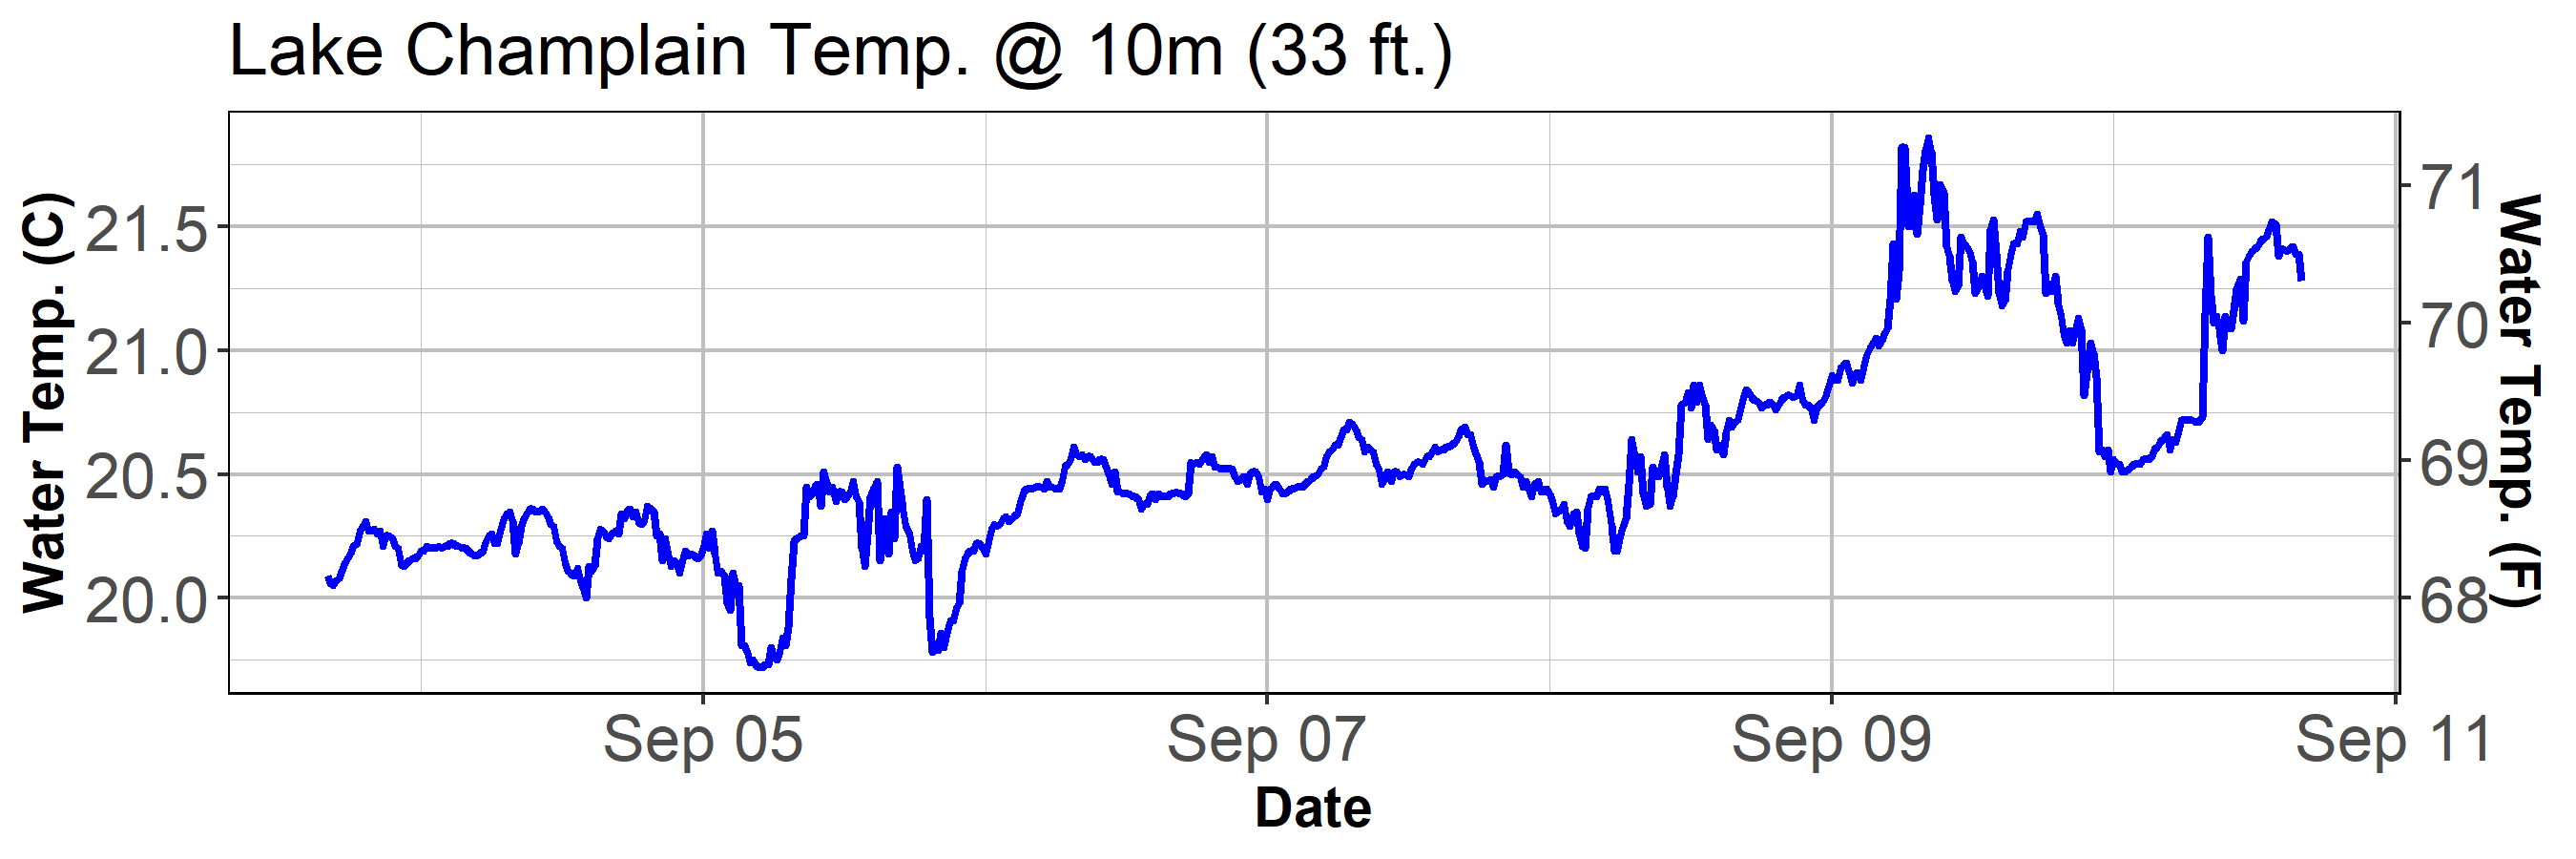 Lake Champlain Temp. @ 10m (33 ft.)
Water Temp. (C)
21.5
21.0
20.5
20.0
71
70
69
68
Water Temp. (F)
Sep 05
Sep 07
Sep 09
Sep 11
Date